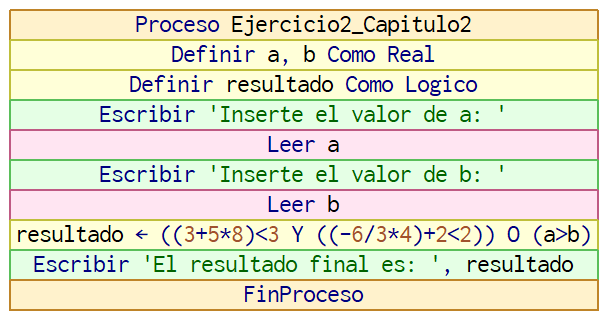 Proceso Ejercicio2_Capitulo2
Definir a, b Como Real
Definir resultado Como Logico
Escribir 'Inserte el valor de a: '
Leer a
Escribir 'Inserte el valor de b: '
Leer b
resultado ← ((3+5*8)<3 Y ((-6/3*4)+2<2)) O (a>b)
Escribir 'El resultado final es: ', resultado
FinProceso